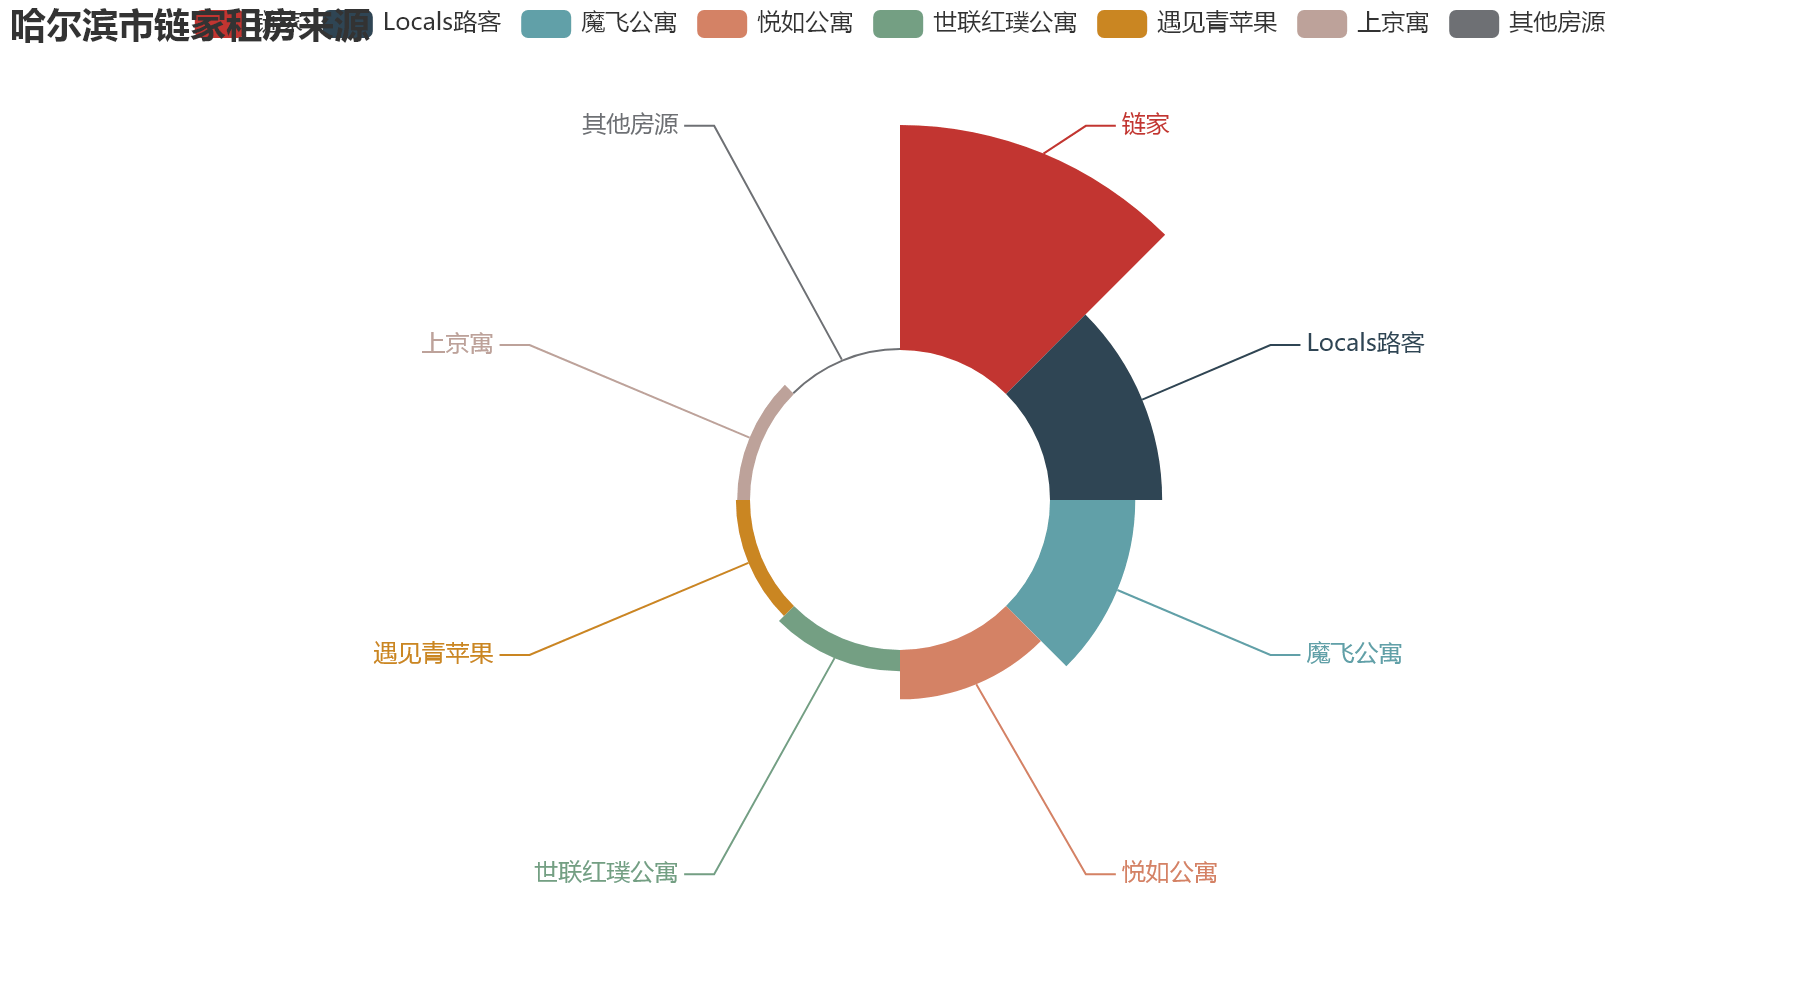 哈尔滨市链家租房来源
Locals路客
魔飞公寓
悦如公寓
世联红璞公寓
遇见青苹果
上京寓
其他房源
其他房源
链家
上京寓
Locals路客
遇见青苹果
魔飞公寓
世联红璞公寓
悦如公寓